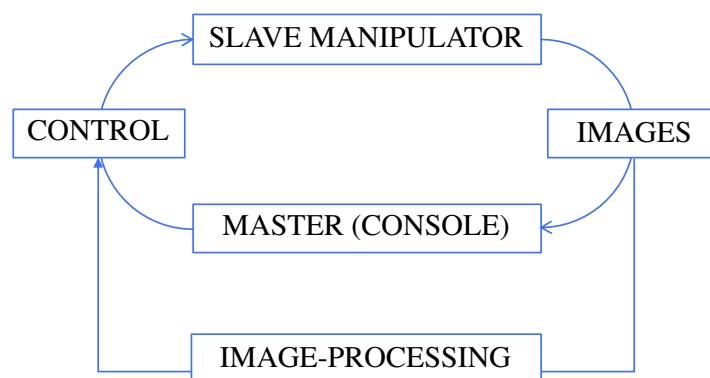 SLAVE MANIPULATOR
CONTROL
IMAGES
MASTER (CONSOLE)
IMAGE-PROCESSING